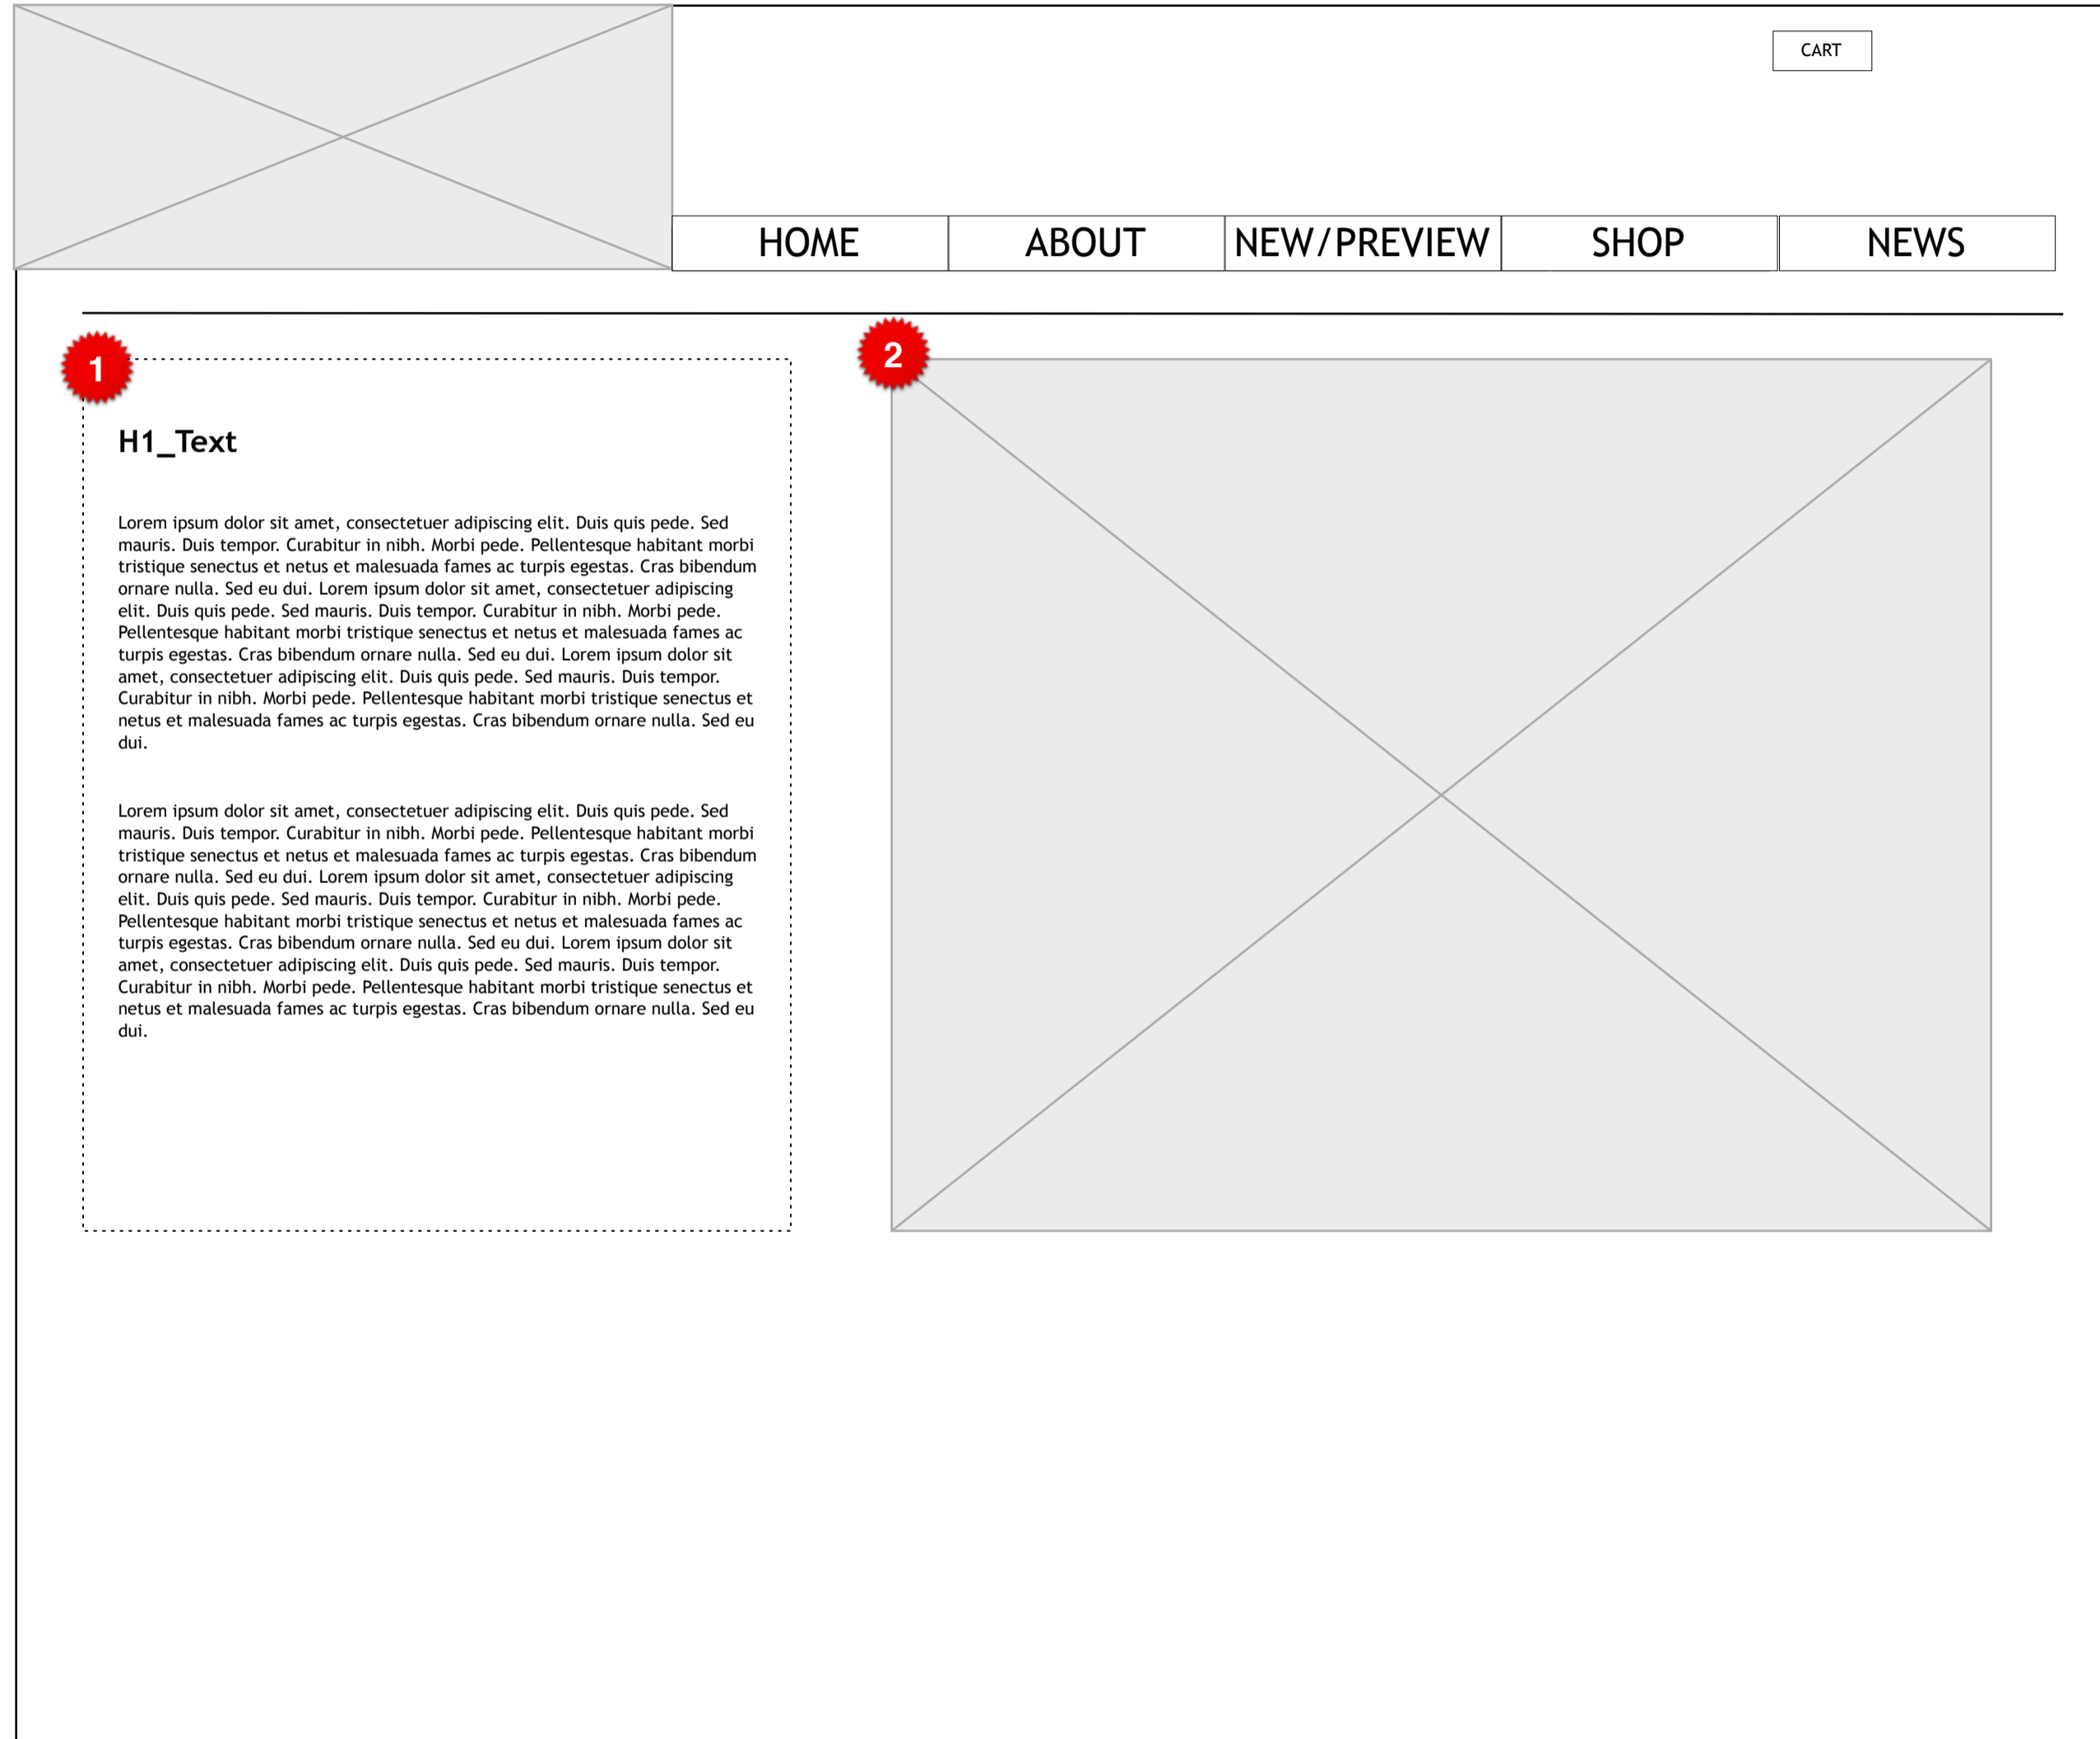 CART
HOME ABOUT NEW/PREVIEW SHOP NEWS
1
2
H1_Text
Lorem ipsum dolor sit amet, consectetuer adipiscing elit. Duis quis pede. Sed
mauris. Duis tempor. Curabitur in nibh. Morbi pede. Pellentesque habitant morbi
tristique senectus et netus et malesuada fames ac turpis egestas. Cras bibendum
ornare nulla. Sed eu dui. Lorem ipsum dolor sit amet, consectetuer adipiscing
elit. Duis quis pede. Sed mauris. Duis tempor. Curabitur in nibh. Morbi pede.
Pellentesque habitant morbi tristique senectus et netus et malesuada fames ac
turpis egestas. Cras bibendum ornare nulla. Sed eu dui. Lorem ipsum dolor sit
amet, consectetuer adipiscing elit. Duis quis pede. Sed mauris. Duis tempor.
Curabitur in nibh. Morbi pede. Pellentesque habitant morbi tristique senectus et
netus et malesuada fames ac turpis egestas. Cras bibendum ornare nulla. Sed eu
dui.
Lorem ipsum dolor sit amet, consectetuer adipiscing elit. Duis quis pede. Sed
mauris. Duis tempor. Curabitur in nibh. Morbi pede. Pellentesque habitant morbi
tristique senectus et netus et malesuada fames ac turpis egestas. Cras bibendum
ornare nulla. Sed eu dui. Lorem ipsum dolor sit amet, consectetuer adipiscing
elit. Duis quis pede. Sed mauris. Duis tempor. Curabitur in nibh. Morbi pede.
Pellentesque habitant morbi tristique senectus et netus et malesuada fames ac
turpis egestas. Cras bibendum ornare nulla. Sed eu dui. Lorem ipsum dolor sit
amet, consectetuer adipiscing elit. Duis quis pede. Sed mauris. Duis tempor.
Curabitur in nibh. Morbi pede. Pellentesque habitant morbi tristique senectus et
netus et malesuada fames ac turpis egestas. Cras bibendum ornare nulla. Sed eu
dui.